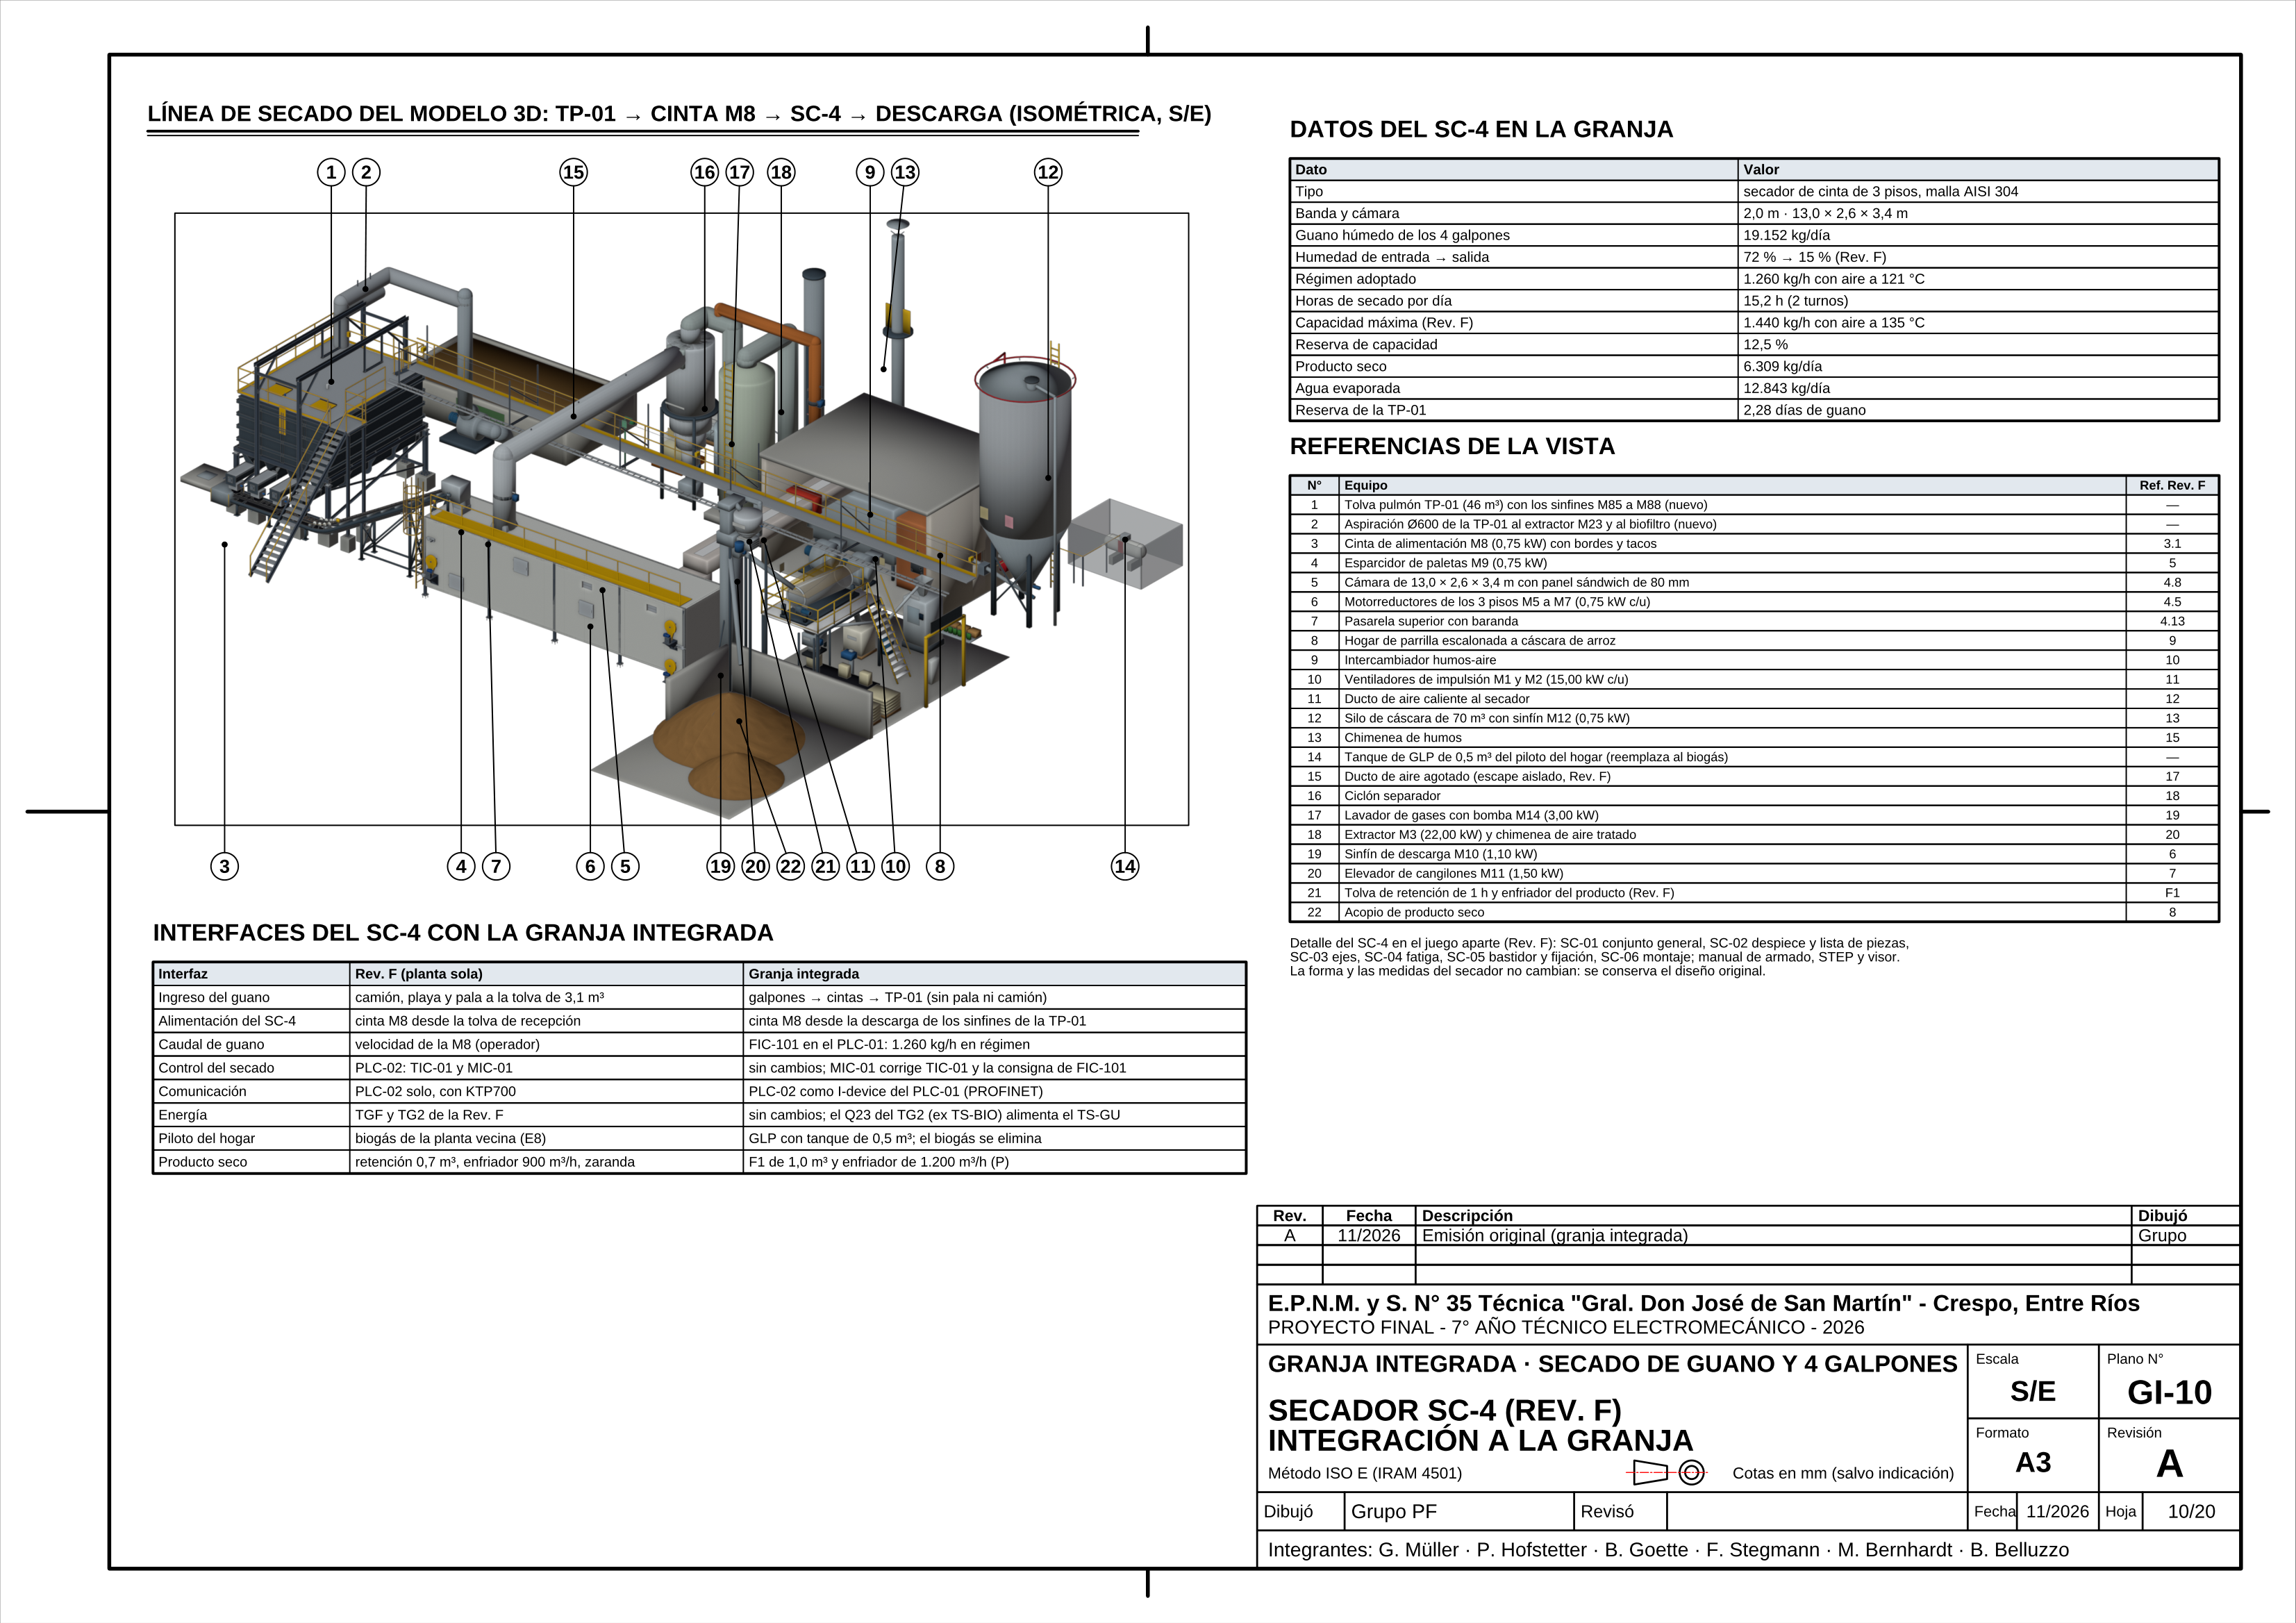 LÍNEA DE SECADO DEL MODELO 3D: TP-01 → CINTA M8 → SC-4 → DESCARGA (ISOMÉTRICA, S/E)
1 2 15 16 17 18 9 13 12
3 4 7 6 5 19 20 22 21 11 10 8 14
INTERFACES DEL SC-4 CON LA GRANJA INTEGRADA
Interfaz Rev. F (planta sola) Granja integrada
Ingreso del guano camión, playa y pala a la tolva de 3,1 m³ galpones → cintas → TP-01 (sin pala ni camión)
Alimentación del SC-4 cinta M8 desde la tolva de recepción cinta M8 desde la descarga de los sinfines de la TP-01
Caudal de guano velocidad de la M8 (operador) FIC-101 en el PLC-01: 1.260 kg/h en régimen
Control del secado PLC-02: TIC-01 y MIC-01 sin cambios; MIC-01 corrige TIC-01 y la consigna de FIC-101
Comunicación PLC-02 solo, con KTP700 PLC-02 como I-device del PLC-01 (PROFINET)
Energía TGF y TG2 de la Rev. F sin cambios; el Q23 del TG2 (ex TS-BIO) alimenta el TS-GU
Piloto del hogar biogás de la planta vecina (E8) GLP con tanque de 0,5 m³; el biogás se elimina
Producto seco retención 0,7 m³, enfriador 900 m³/h, zaranda F1 de 1,0 m³ y enfriador de 1.200 m³/h (P)
DATOS DEL SC-4 EN LA GRANJA
Dato Valor
Tipo secador de cinta de 3 pisos, malla AISI 304
Banda y cámara 2,0 m · 13,0 × 2,6 × 3,4 m
Guano húmedo de los 4 galpones 19.152 kg/día
Humedad de entrada → salida 72 % → 15 % (Rev. F)
Régimen adoptado 1.260 kg/h con aire a 121 °C
Horas de secado por día 15,2 h (2 turnos)
Capacidad máxima (Rev. F) 1.440 kg/h con aire a 135 °C
Reserva de capacidad 12,5 %
Producto seco 6.309 kg/día
Agua evaporada 12.843 kg/día
Reserva de la TP-01 2,28 días de guano
REFERENCIAS DE LA VISTA
N° Equipo Ref. Rev. F
1 Tolva pulmón TP-01 (46 m³) con los sinfines M85 a M88 (nuevo) —
2 Aspiración Ø600 de la TP-01 al extractor M23 y al biofiltro (nuevo) —
3 Cinta de alimentación M8 (0,75 kW) con bordes y tacos 3.1
4 Esparcidor de paletas M9 (0,75 kW) 5
5 Cámara de 13,0 × 2,6 × 3,4 m con panel sándwich de 80 mm 4.8
6 Motorreductores de los 3 pisos M5 a M7 (0,75 kW c/u) 4.5
7 Pasarela superior con baranda 4.13
8 Hogar de parrilla escalonada a cáscara de arroz 9
9 Intercambiador humos-aire 10
10 Ventiladores de impulsión M1 y M2 (15,00 kW c/u) 11
11 Ducto de aire caliente al secador 12
12 Silo de cáscara de 70 m³ con sinfín M12 (0,75 kW) 13
13 Chimenea de humos 15
14 Tanque de GLP de 0,5 m³ del piloto del hogar (reemplaza al biogás) —
15 Ducto de aire agotado (escape aislado, Rev. F) 17
16 Ciclón separador 18
17 Lavador de gases con bomba M14 (3,00 kW) 19
18 Extractor M3 (22,00 kW) y chimenea de aire tratado 20
19 Sinfín de descarga M10 (1,10 kW) 6
20 Elevador de cangilones M11 (1,50 kW) 7
21 Tolva de retención de 1 h y enfriador del producto (Rev. F) F1
22 Acopio de producto seco 8
Detalle del SC-4 en el juego aparte (Rev. F): SC-01 conjunto general, SC-02 despiece y lista de piezas,
SC-03 ejes, SC-04 fatiga, SC-05 bastidor y fijación, SC-06 montaje; manual de armado, STEP y visor.
La forma y las medidas del secador no cambian: se conserva el diseño original.
Rev. Fecha Descripción Dibujó
A 11/2026 Emisión original (granja integrada) Grupo
E.P.N.M. y S. N° 35 Técnica "Gral. Don José de San Martín" - Crespo, Entre Ríos
PROYECTO FINAL - 7° AÑO TÉCNICO ELECTROMECÁNICO - 2026
GRANJA INTEGRADA · SECADO DE GUANO Y 4 GALPONES
SECADOR SC-4 (REV. F)
INTEGRACIÓN A LA GRANJA
Método ISO E (IRAM 4501) Cotas en mm (salvo indicación)
Escala Plano N°
S/E GI-10
Formato Revisión
A3 A
Dibujó Grupo PF Revisó Fecha 11/2026 Hoja 10/20
Integrantes: G. Müller · P. Hofstetter · B. Goette · F. Stegmann · M. Bernhardt · B. Belluzzo